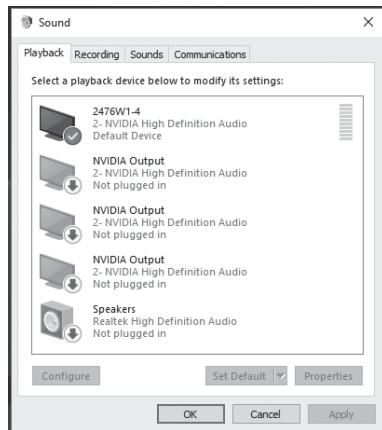 Sound
Playback Recording Sounds Communications
Select a playback device below to modify its settings:
2476W1-4
2- NVIDIA High Definition Audio
Default Device
NVIDIA Output
2- NVIDIA High Definition Audio
Not plugged in
NVIDIA Output
2- NVIDIA High Definition Audio
Not plugged in
NVIDIA Output
2- NVIDIA High Definition Audio
Not plugged in
Speakers
Realtek High Definition Audio
Not plugged in
Configure Set Default Properties
OK Cancel Apply